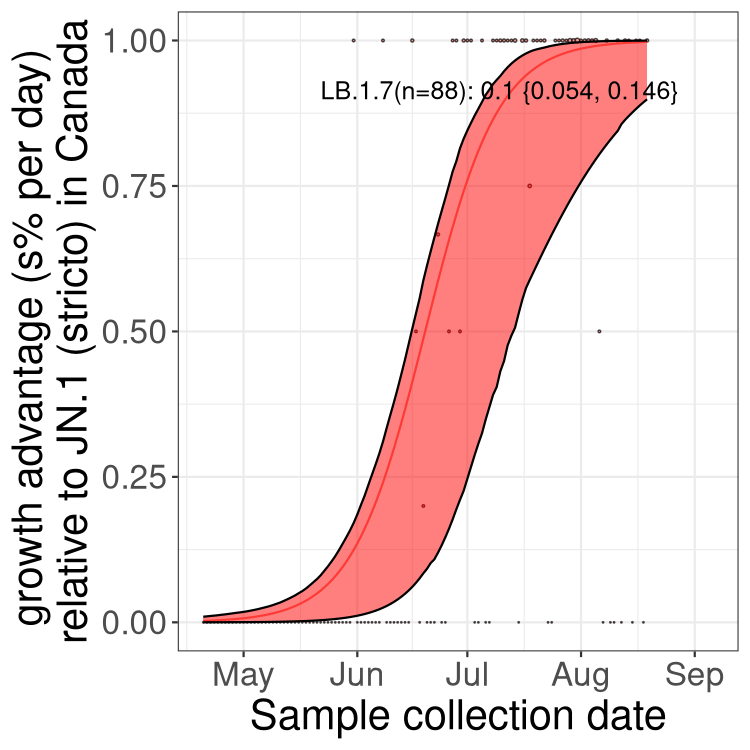 growth advantage (s% per day)
relative to JN.1 (stricto) in Canada
1.00
0.75
0.50
0.25
0.00
LB.1.7(n=88): 0.1 {0.054, 0.146}
May Jun Jul Aug Sep
Sample collection date